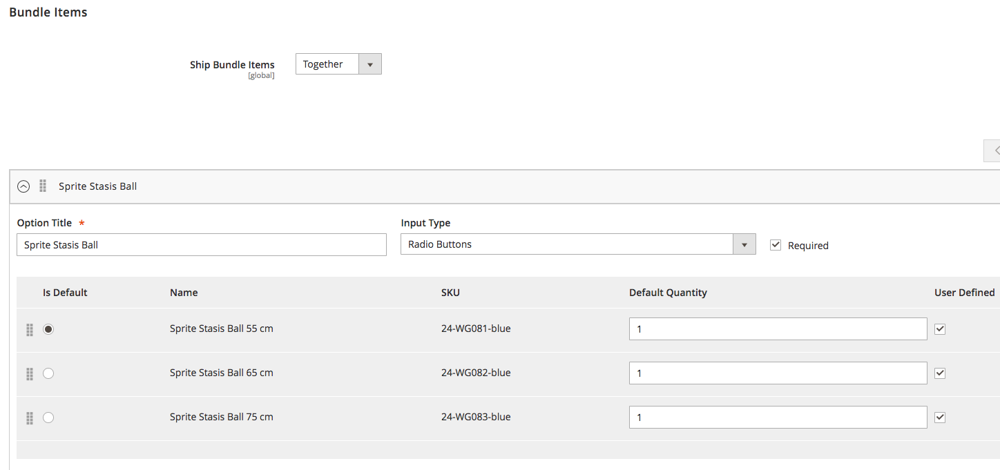 Bundle Items
Ship Bundle Items Together
[global]
Sprite Stasis Ball
Option Title * Input Type
Sprite Stasis Ball Radio Buttons Required
Is Default Name SKU Default Quantity User Defined
Sprite Stasis Ball 55 cm 24-WG081-blue 1
Sprite Stasis Ball 65 cm 24-WG082-blue 1
Sprite Stasis Ball 75 cm 24-WG083-blue 1